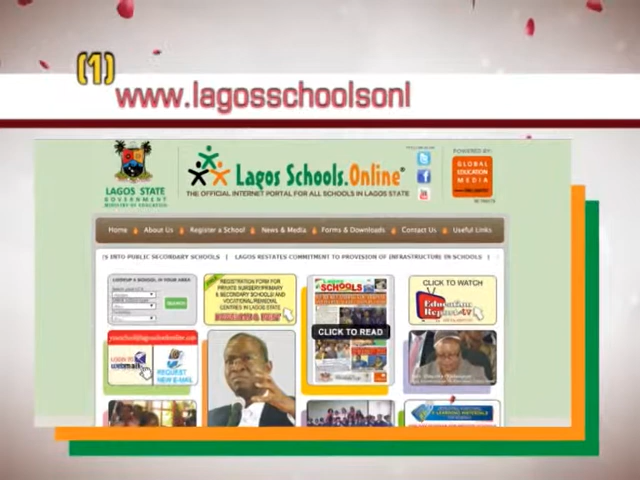 (1)
www.lagosschoolsonl
LAGOS STATE
GOVERNMENT
MINISTRY OF EDUCATION
Lagos Schools.Online
THE OFFICIAL INTERNET PORTAL FOR ALL SCHOOLS IN LAGOS STATE
POWERED BY:
GLOBAL
EDUCATION
MEDIA
Home About Us Register a School News & Media Forms & Downloads Contact Us Useful Links
'S INTO PUBLIC SECONDARY SCHOOLS LAGOS RESTATES COMMITMENT TO PROVISION OF INFRASTRUCTURE IN SCHOOLS
SEARCH
REGISTRATION FORM FOR
PRIVATE NURSERY/PRIMARY
& SECONDARY SCHOOLS AND
VOCATIONAL/REMEDIAL
CENTRES IN LAGOS STATE
SCHOOLS
CLICK TO READ
CLICK TO WATCH
Education
Report TV
yourschool@lagosschoolsonline.com
LOGIN TO
REQUEST
NEW E-MAIL